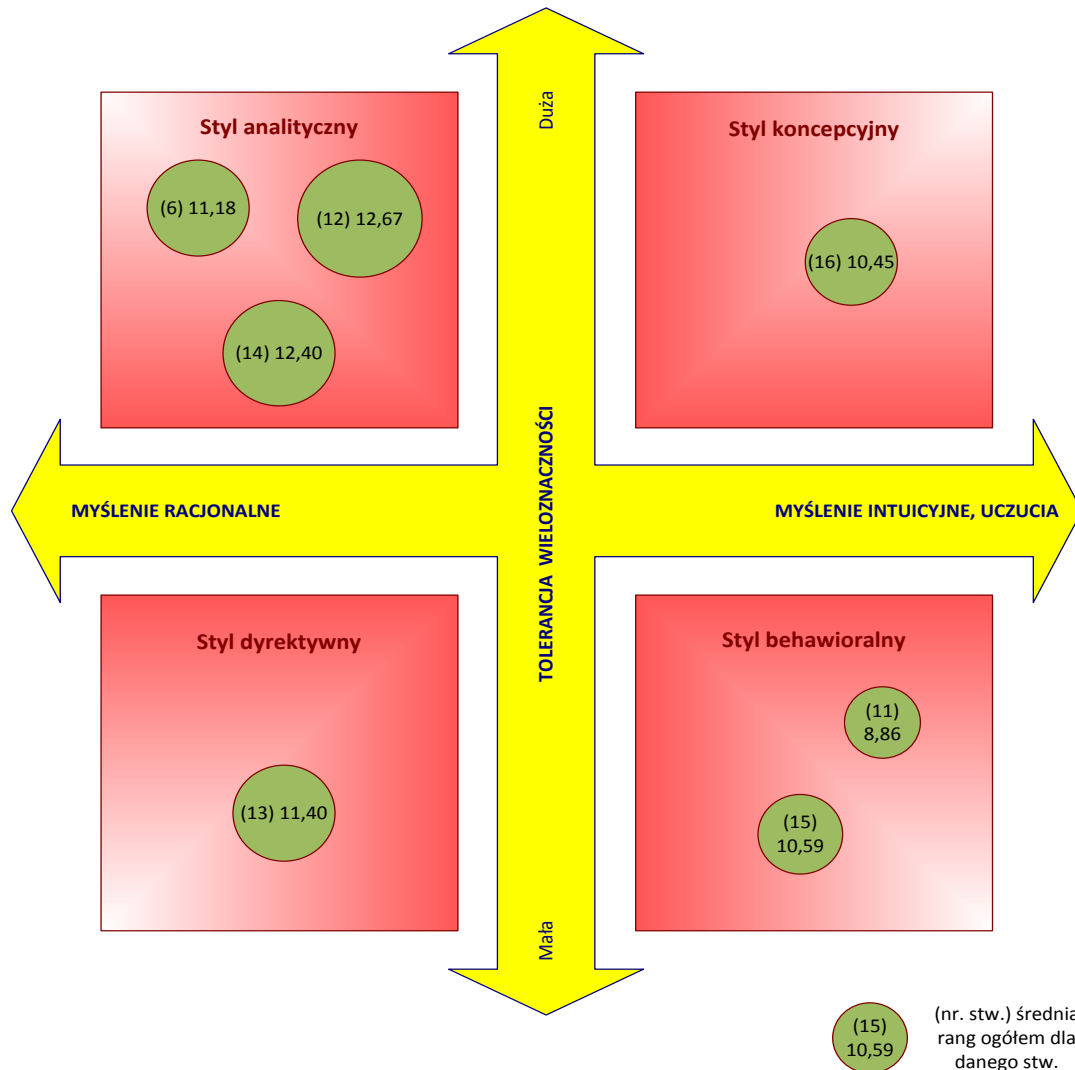 Duża
Styl analityczny
Styl koncepcyjny
(6) 11,18
(12) 12,67
(16) 10,45
(14) 12,40
TOLERANCJA WIELOZNACZNOŚCI
MYŚLENIE RACJONALNE
MYŚLENIE INTUICYJNE, UCZUCIA
Styl dyrektywny
Styl behawioralny
(11)
8,86
(13) 11,40
(15)
10,59
Mała
(15)
10,59
(nr. stw.) średnia
rang ogółem dla
danego stw.